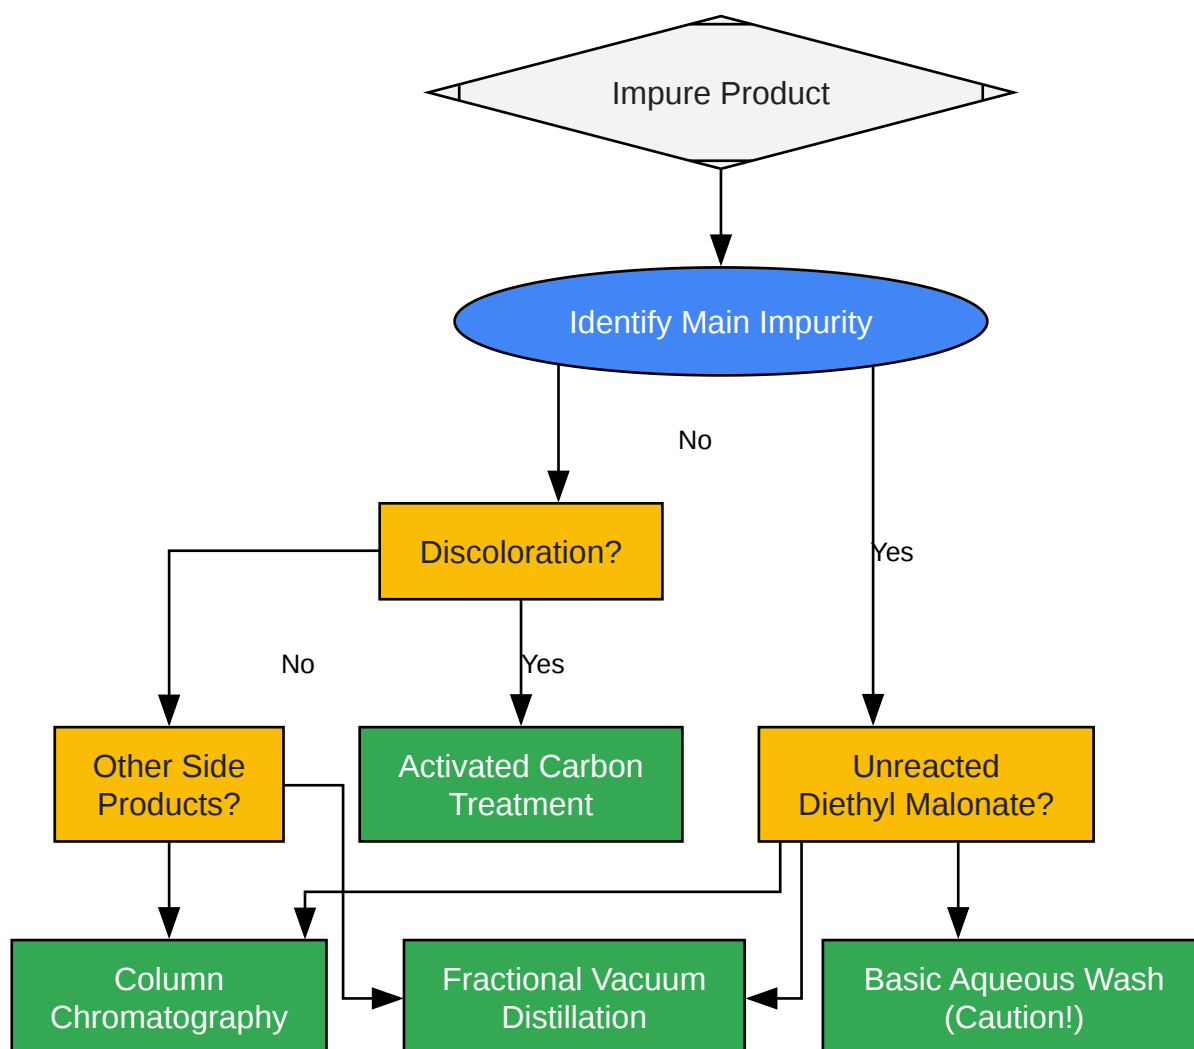 Impure Product
Identify Main Impurity
No
Discoloration?
Yes
No
Yes
Other Side
Products?
Activated Carbon
Treatment
Unreacted
Diethyl Malonate?
Column
Chromatography
Fractional Vacuum
Distillation
Basic Aqueous Wash
(Caution!)